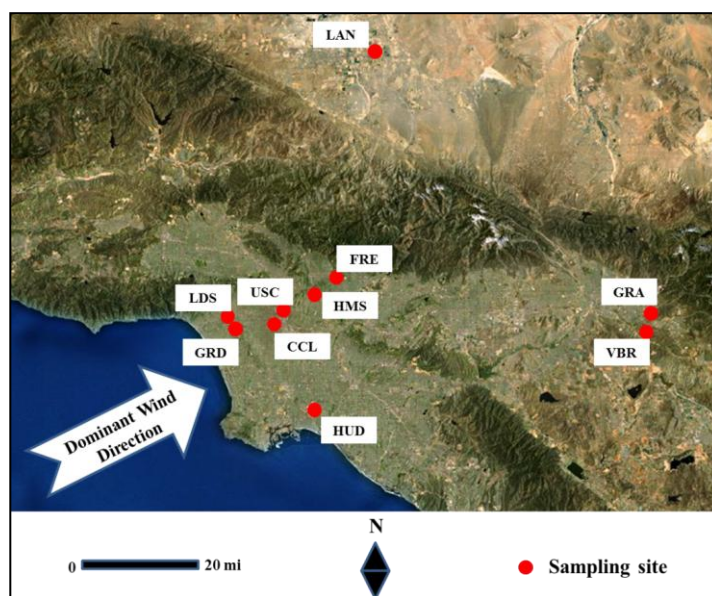 LAN
FRE
USC
LDS
HMS
GRA
GRD
CCL
VBR
HUD
Dominant Wind
Direction
N
0
20 mi
Sampling site